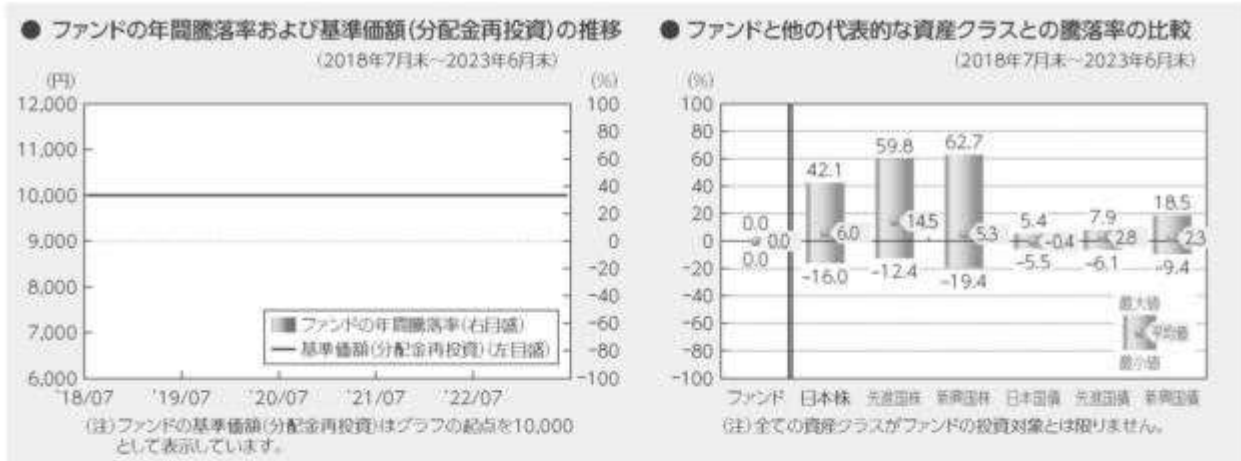 ● ファンドの年間騰落率および基準価額(分配金再投資)の推移
(2018年7月末~2023年6月末)
(円)
(%)
12,000
11,000
10,000
9,000
8,000
7,000
6,000
100
80
60
40
20
0
-20
-40
-60
-80
-100
ファンドの年間騰落率(右目盛)
基準価額(分配金再投資)(左目盛)
'18/07 '19/07 '20/07 '21/07 '22/07
(注)ファンドの基準価額(分配金再投資)はグラフの起点を10,000
として表示しています。
● ファンドと他の代表的な資産クラスとの騰落率の比較
(2018年7月末~2023年6月末)
(%)
100
80
60
40
20
0
-20
-40
-60
-80
-100
0.0 42.1 59.8 62.7 5.4 7.9 18.5
0.0 6.0 14.5 5.3 -0.4 2.8 2.3
0.0 -16.0 -12.4 -19.4 -5.5 -6.1 -9.4
最大値
平均値
最小値
ファンド 日本株 先進国株 新興国株 日本国債 先進国債 新興国債
(注)全ての資産クラスがファンドの投資対象とは限りません。